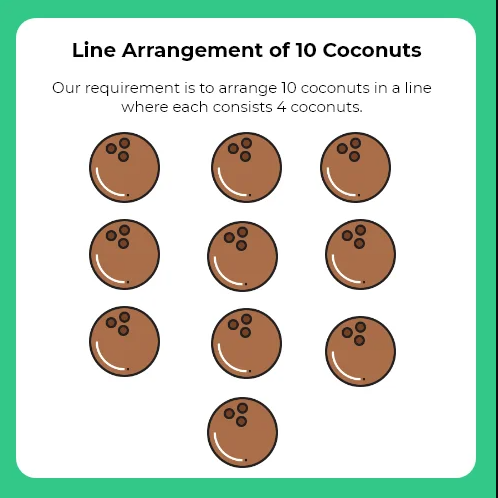 Line Arrangement of 10 Coconuts
Our requirement is to arrange 10 coconuts in a line
where each consists 4 coconuts.